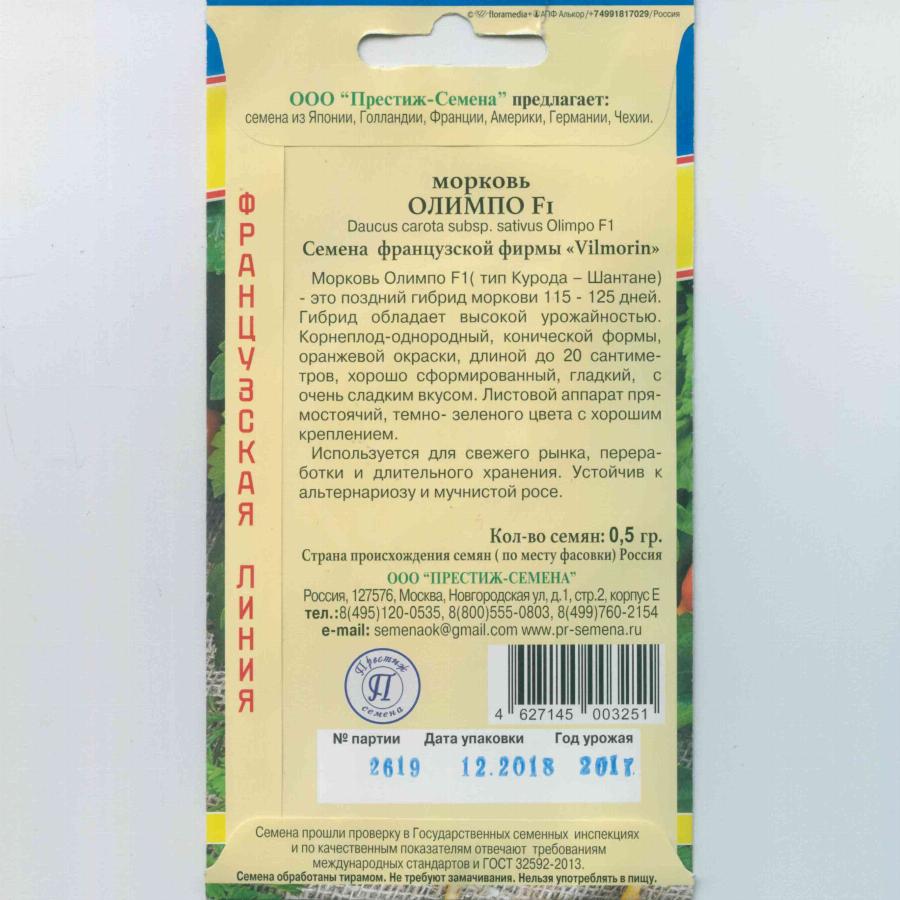 © floramedia+АПФ Алькор/+74991817029/Россия
ООО “Престиж-Семена” предлагает:
семена из Японии, Голландии, Франции, Америки, Германии, Чехии.
ФРАНЦУЗСКАЯ ЛИНИЯ
морковь
ОЛИМПО F1
Daucus carota subsp. sativus Olimpo F1
Семена французской фирмы «Vilmorin»
Морковь Олимпо F1( тип Курода – Шантане)
- это поздний гибрид моркови 115 - 125 дней.
Гибрид обладает высокой урожайностью.
Корнеплод-однородный, конической формы,
оранжевой окраски, длиной до 20 сантиме-
тров, хорошо сформированный, гладкий, с
очень сладким вкусом. Листовой аппарат пря-
мостоячий, темно- зеленого цвета с хорошим
креплением.
Используется для свежего рынка, перера-
ботки и длительного хранения. Устойчив к
альтернариозу и мучнистой росе.
Кол-во семян: 0,5 гр.
Страна происхождения семян ( по месту фасовки) Россия
ООО “ПРЕСТИЖ-СЕМЕНА”
Россия, 127576, Москва, Новгородская ул, д.1, стр.2, корпус Е
тел.:8(495)120-0535, 8(800)555-0803, 8(499)760-2154
e-mail: semenaok@gmail.com www.pr-semena.ru
Престиж
П
семена
4 627145 003251
№ партии Дата упаковки Год урожая
2619 12.2018 2017
Семена прошли проверку в Государственных семенных инспекциях
и по качественным показателям отвечают требованиям
международных стандартов и ГОСТ 32592-2013.
Семена обработаны тирамом. Не требуют замачивания. Нельзя употреблять в пищу.